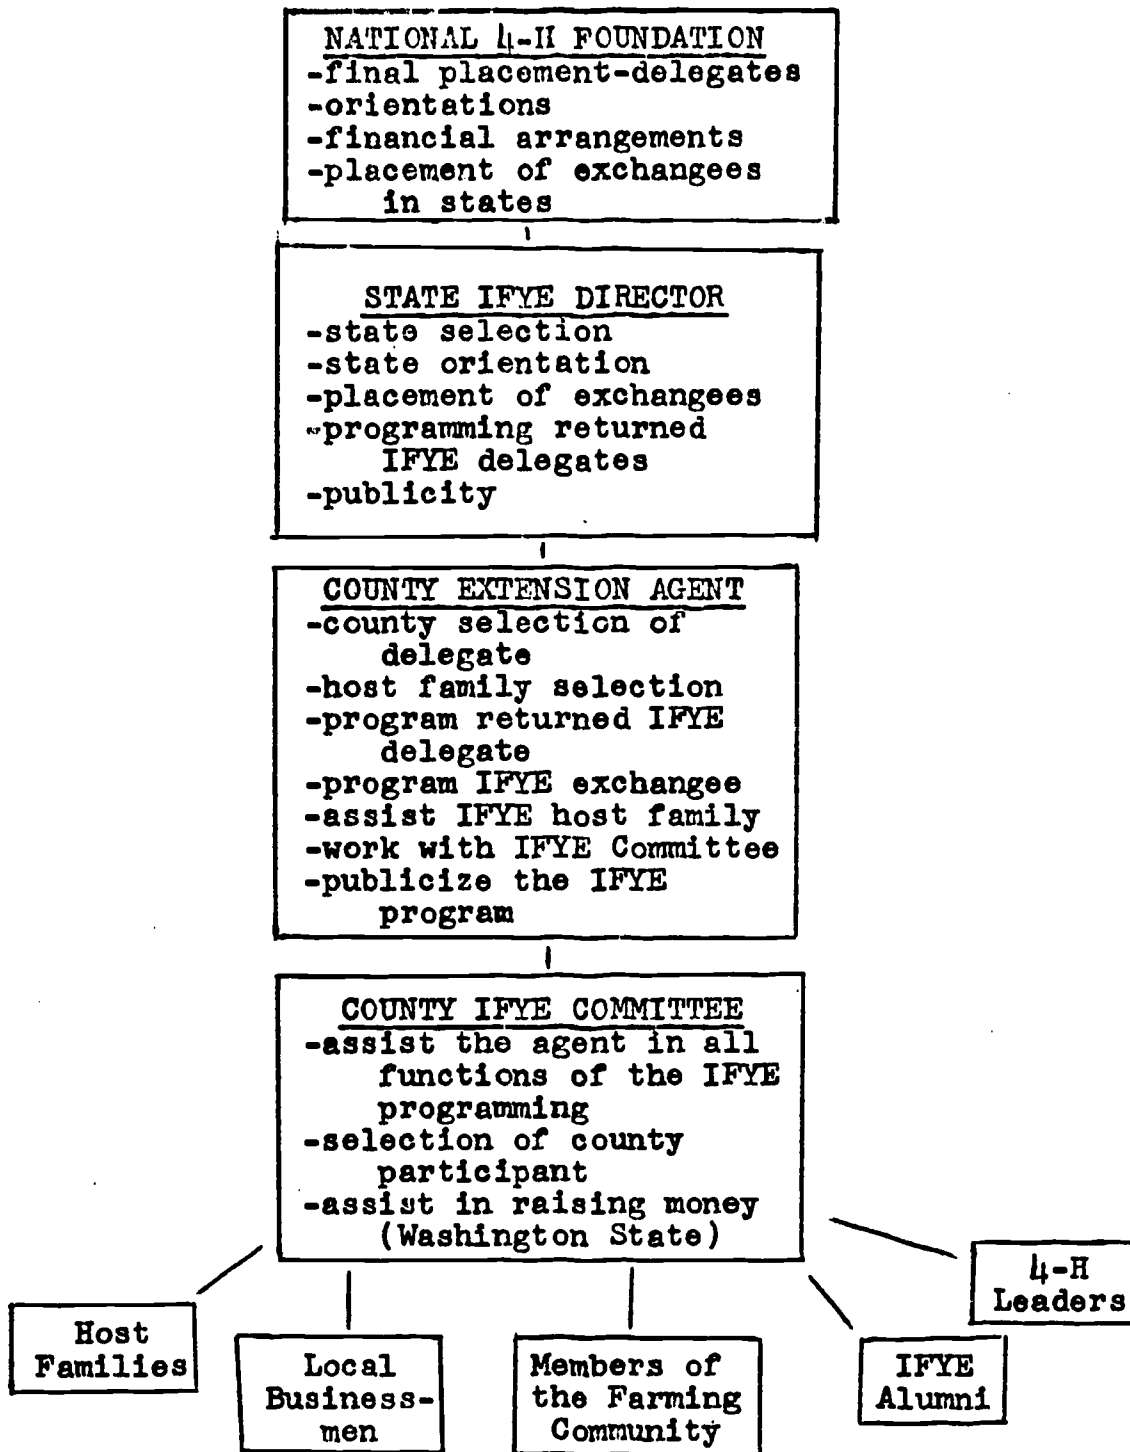 NATIONAL 4-H FOUNDATION
-final placement-delegates
-orientations
-financial arrangements
-placement of exchangees
in states
STATE IFYE DIRECTOR
-state selection
-state orientation
-placement of exchangees
-programming returned
IFYE delegates
-publicity
COUNTY EXTENSION AGENT
-county selection of
delegate
-host family selection
-program returned IFYE
delegate
-program IFYE exchangee
-assist IFYE host family
-work with IFYE Committee
-publicize the IFYE
program
COUNTY IFYE COMMITTEE
-assist the agent in all
functions of the IFYE
programming
-selection of county
participant
-assist in raising money
(Washington State)
Host
Families
Local
Business-
men
Members of
the Farming
Community
IFYE
Alumni
4-H
Leaders